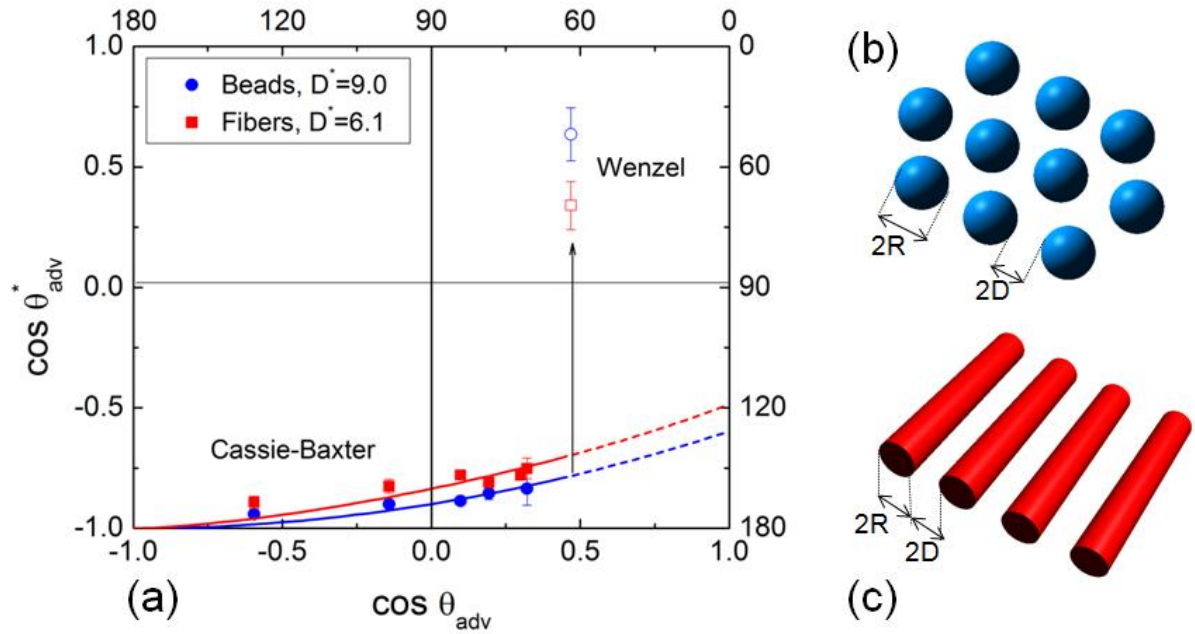 180 120 90 60 0
1.0 0
Beads, D*=9.0
Fibers, D*=6.1
0.5 60
Wenzel
0.0 90
cos θ*adv
-0.5 120
Cassie-Baxter
-1.0 180
-1.0 -0.5 0.0 0.5 1.0
(a) cos θadv
(b)
2R
2D
2R
2D
(c)